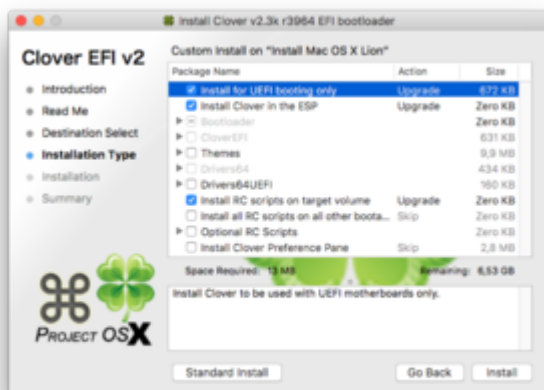 Install Clover v2.3k r3964 EFI bootloader
Clover EFI v2
Introduction
Read Me
Destination Select
Installation Type
Installation
Summary
PROJECT OSX
Custom Install on "Install Mac OS X Lion"
Package Name Action Size
Install for UEFI booting only Upgrade 672 KB
Install Clover in the ESP Upgrade Zero KB
Bootloader Zero KB
CloverEFI 631 KB
Themes 9,9 MB
Drivers64 434 KB
Drivers64UEFI 160 KB
Install RC scripts on target volume Upgrade Zero KB
Install all RC scripts on all other boota... Skip Zero KB
Optional RC Scripts Zero KB
Install Clover Preference Pane Skip 2,8 MB
Space Required: 13 MB Remaining: 6,53 GB
Install Clover to be used with UEFI motherboards only.
Standard Install Go Back Install